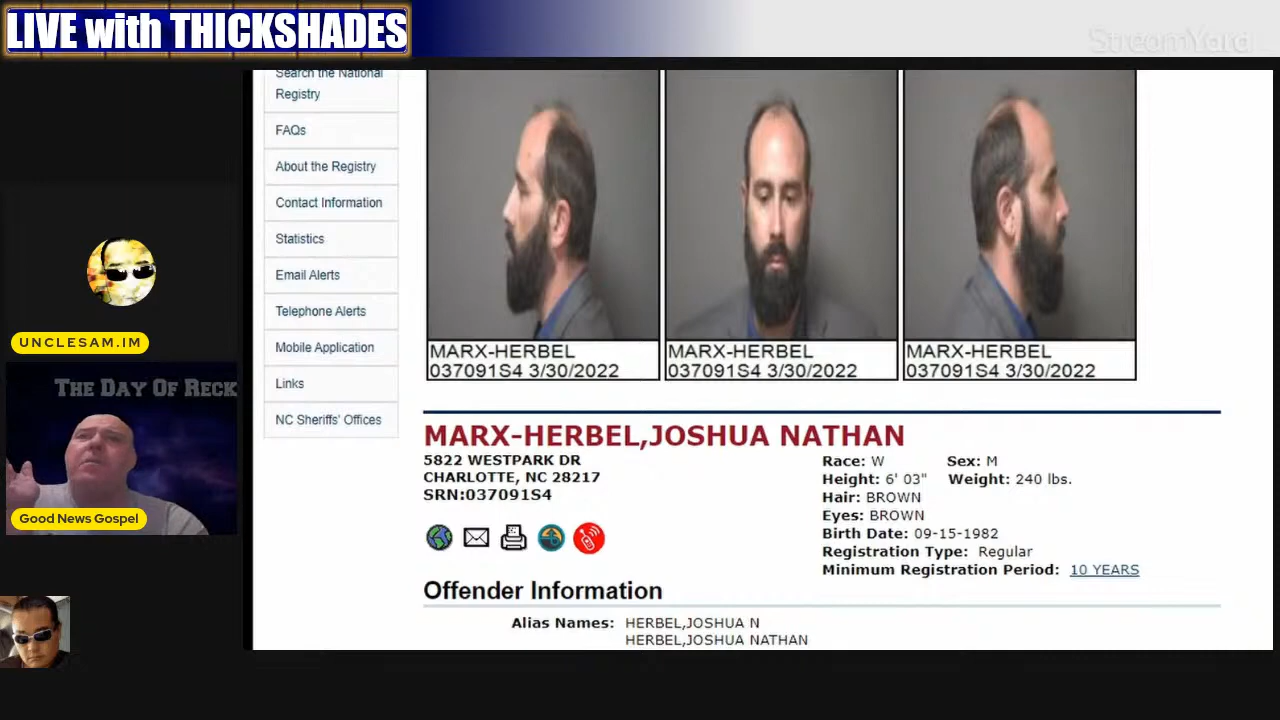 LIVE with THICKSHADES
StreamYard
Search the National
Registry
FAQs
About the Registry
Contact Information
Statistics
Email Alerts
Telephone Alerts
Mobile Application
Links
NC Sheriffs' Offices
MARX-HERBEL
037091S4 3/30/2022
MARX-HERBEL
037091S4 3/30/2022
MARX-HERBEL
037091S4 3/30/2022
MARX-HERBEL,JOSHUA NATHAN
5822 WESTPARK DR
CHARLOTTE, NC 28217
SRN:037091S4
Race: W Sex: M
Height: 6' 03" Weight: 240 lbs.
Hair: BROWN
Eyes: BROWN
Birth Date: 09-15-1982
Registration Type: Regular
Minimum Registration Period: 10 YEARS
Offender Information
Alias Names: HERBEL,JOSHUA N
HERBEL,JOSHUA NATHAN
UNCLESAM.IM
THE DAY OF RECK
Good News Gospel